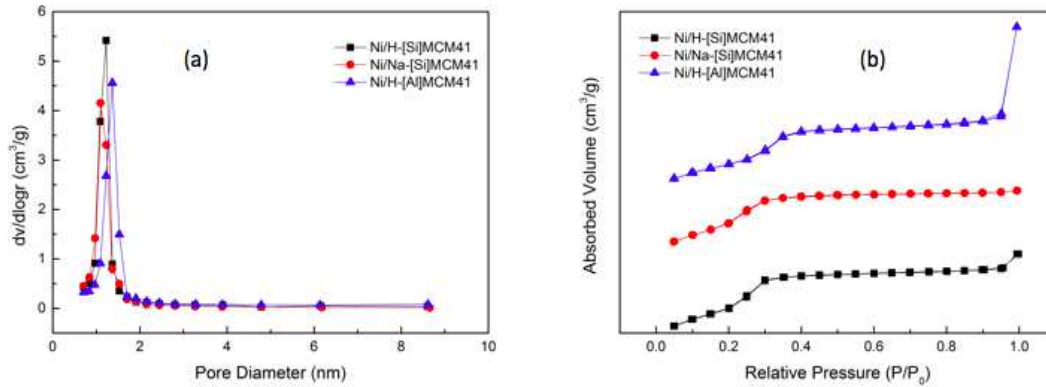 (a)
Ni/H-[Si]MCM41
Ni/Na-[Si]MCM41
Ni/H-[Al]MCM41
6
5
4
3
2
1
0
dv/dlogr (cm³/g)
0 2 4 6 8 10
Pore Diameter (nm)
(b)
Ni/H-[Si]MCM41
Ni/Na-[Si]MCM41
Ni/H-[Al]MCM41
Absorbed Volume (cm³/g)
0.0 0.2 0.4 0.6 0.8 1.0
Relative Pressure (P/P₀)